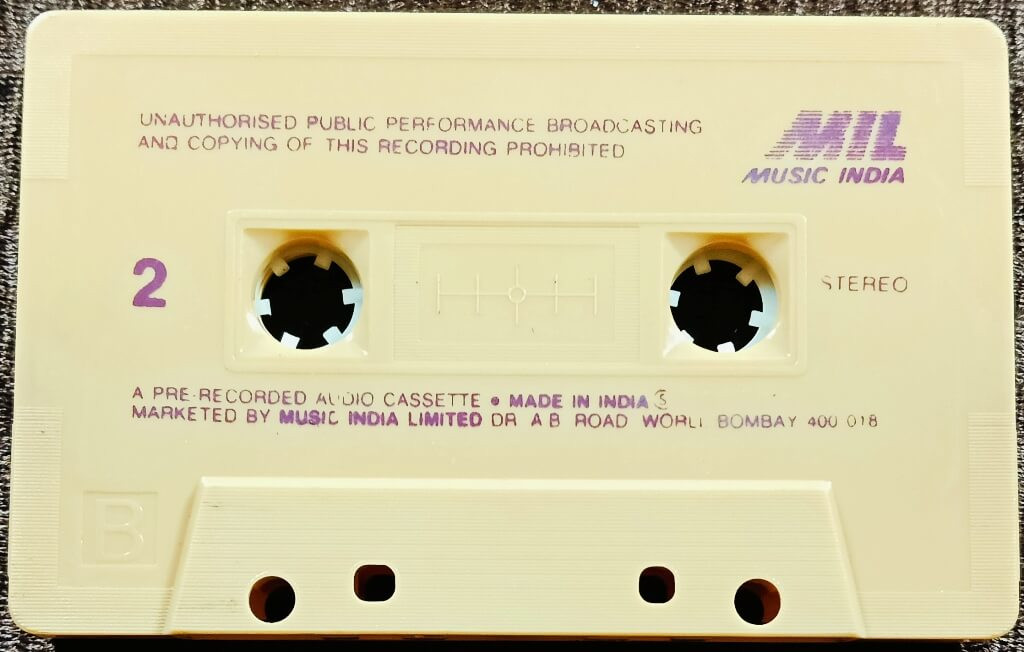 UNAUTHORISED PUBLIC PERFORMANCE BROADCASTING
AND COPYING OF THIS RECORDING PROHIBITED
MIL
MUSIC INDIA
2
STEREO
A PRE-RECORDED AUDIO CASSETTE • MADE IN INDIA
MARKETED BY MUSIC INDIA LIMITED DR A B ROAD WORLI BOMBAY 400 018
B